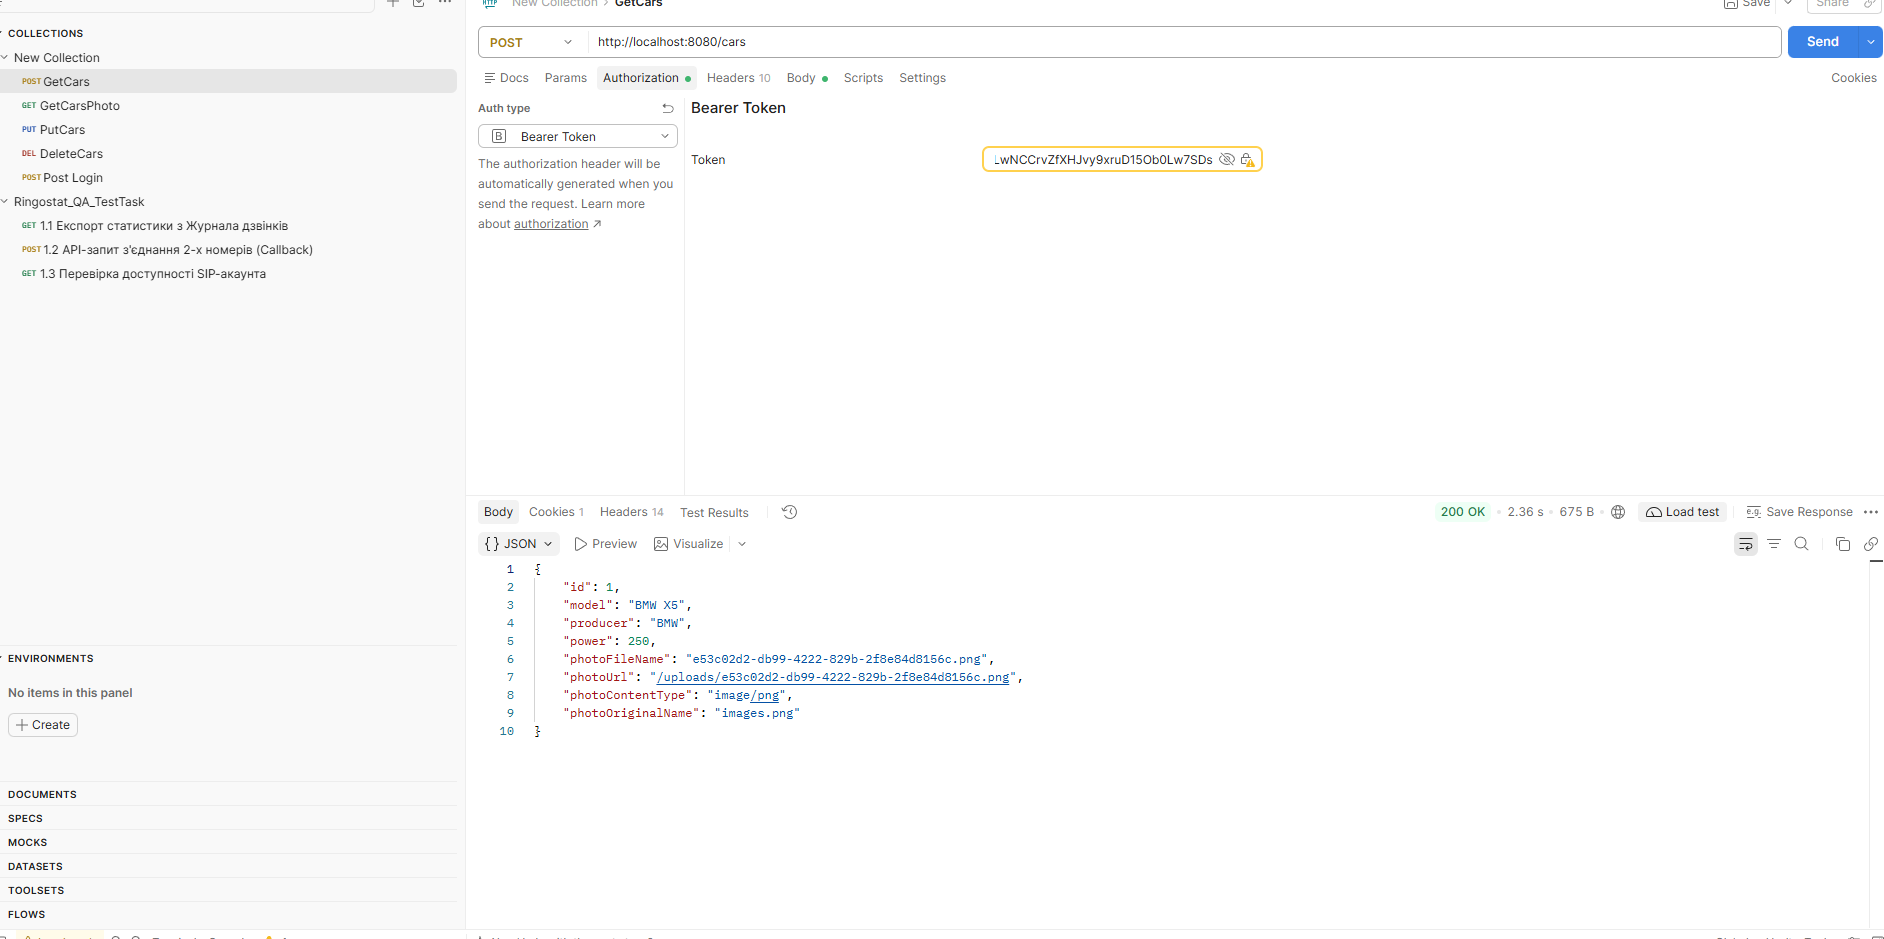 New Collection > GetCars
Save
Share
COLLECTIONS
New Collection
POST GetCars
GET GetCarsPhoto
PUT PutCars
DEL DeleteCars
POST Post Login
Ringostat_QA_TestTask
GET 1.1 Експорт статистики з Журнала дзвінків
POST 1.2 API-запит з'єднання 2-х номерів (Callback)
GET 1.3 Перевірка доступності SIP-акаунта
ENVIRONMENTS
No items in this panel
Create
DOCUMENTS
SPECS
MOCKS
DATASETS
TOOLSETS
FLOWS
POST http://localhost:8080/cars Send
Docs Params Authorization Headers 10 Body Scripts Settings Cookies
Auth type
B Bearer Token
The authorization header will be
automatically generated when you
send the request. Learn more
about authorization ↗
Bearer Token
Token LwNCCrvZfXHJvy9xruD15Ob0Lw7SDs
Body Cookies 1 Headers 14 Test Results 200 OK • 2.36 s • 675 B • Load test Save Response
{} JSON Preview Visualize
1 {
2 "id": 1,
3 "model": "BMW X5",
4 "producer": "BMW",
5 "power": 250,
6 "photoFileName": "e53c02d2-db99-4222-829b-2f8e84d8156c.png",
7 "photoUrl": "/uploads/e53c02d2-db99-4222-829b-2f8e84d8156c.png",
8 "photoContentType": "image/png",
9 "photoOriginalName": "images.png"
10 }